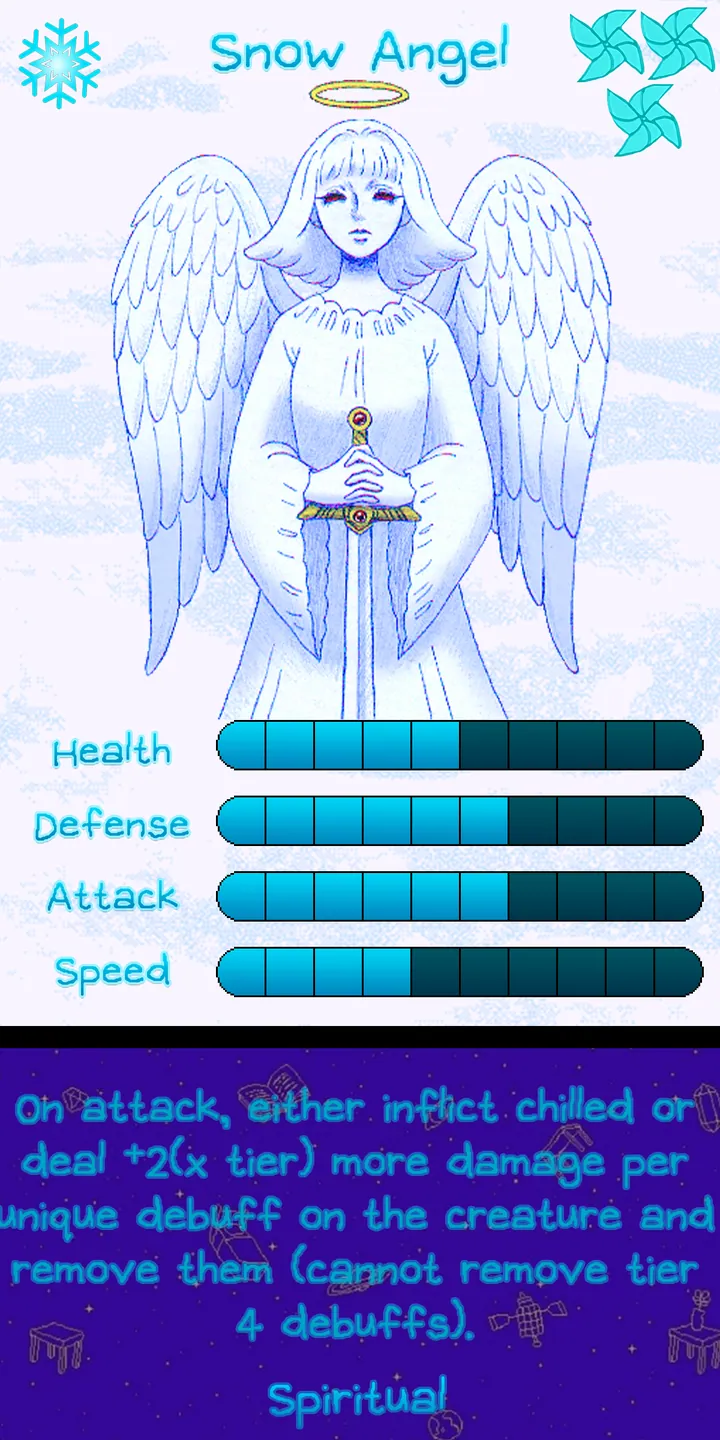 Snow Angel
Health
Defense
Attack
Speed
On attack, either inflict chilled or
deal +2(x tier) more damage per
unique debuff on the creature and
remove them (cannot remove tier
4 debuffs).
Spiritual